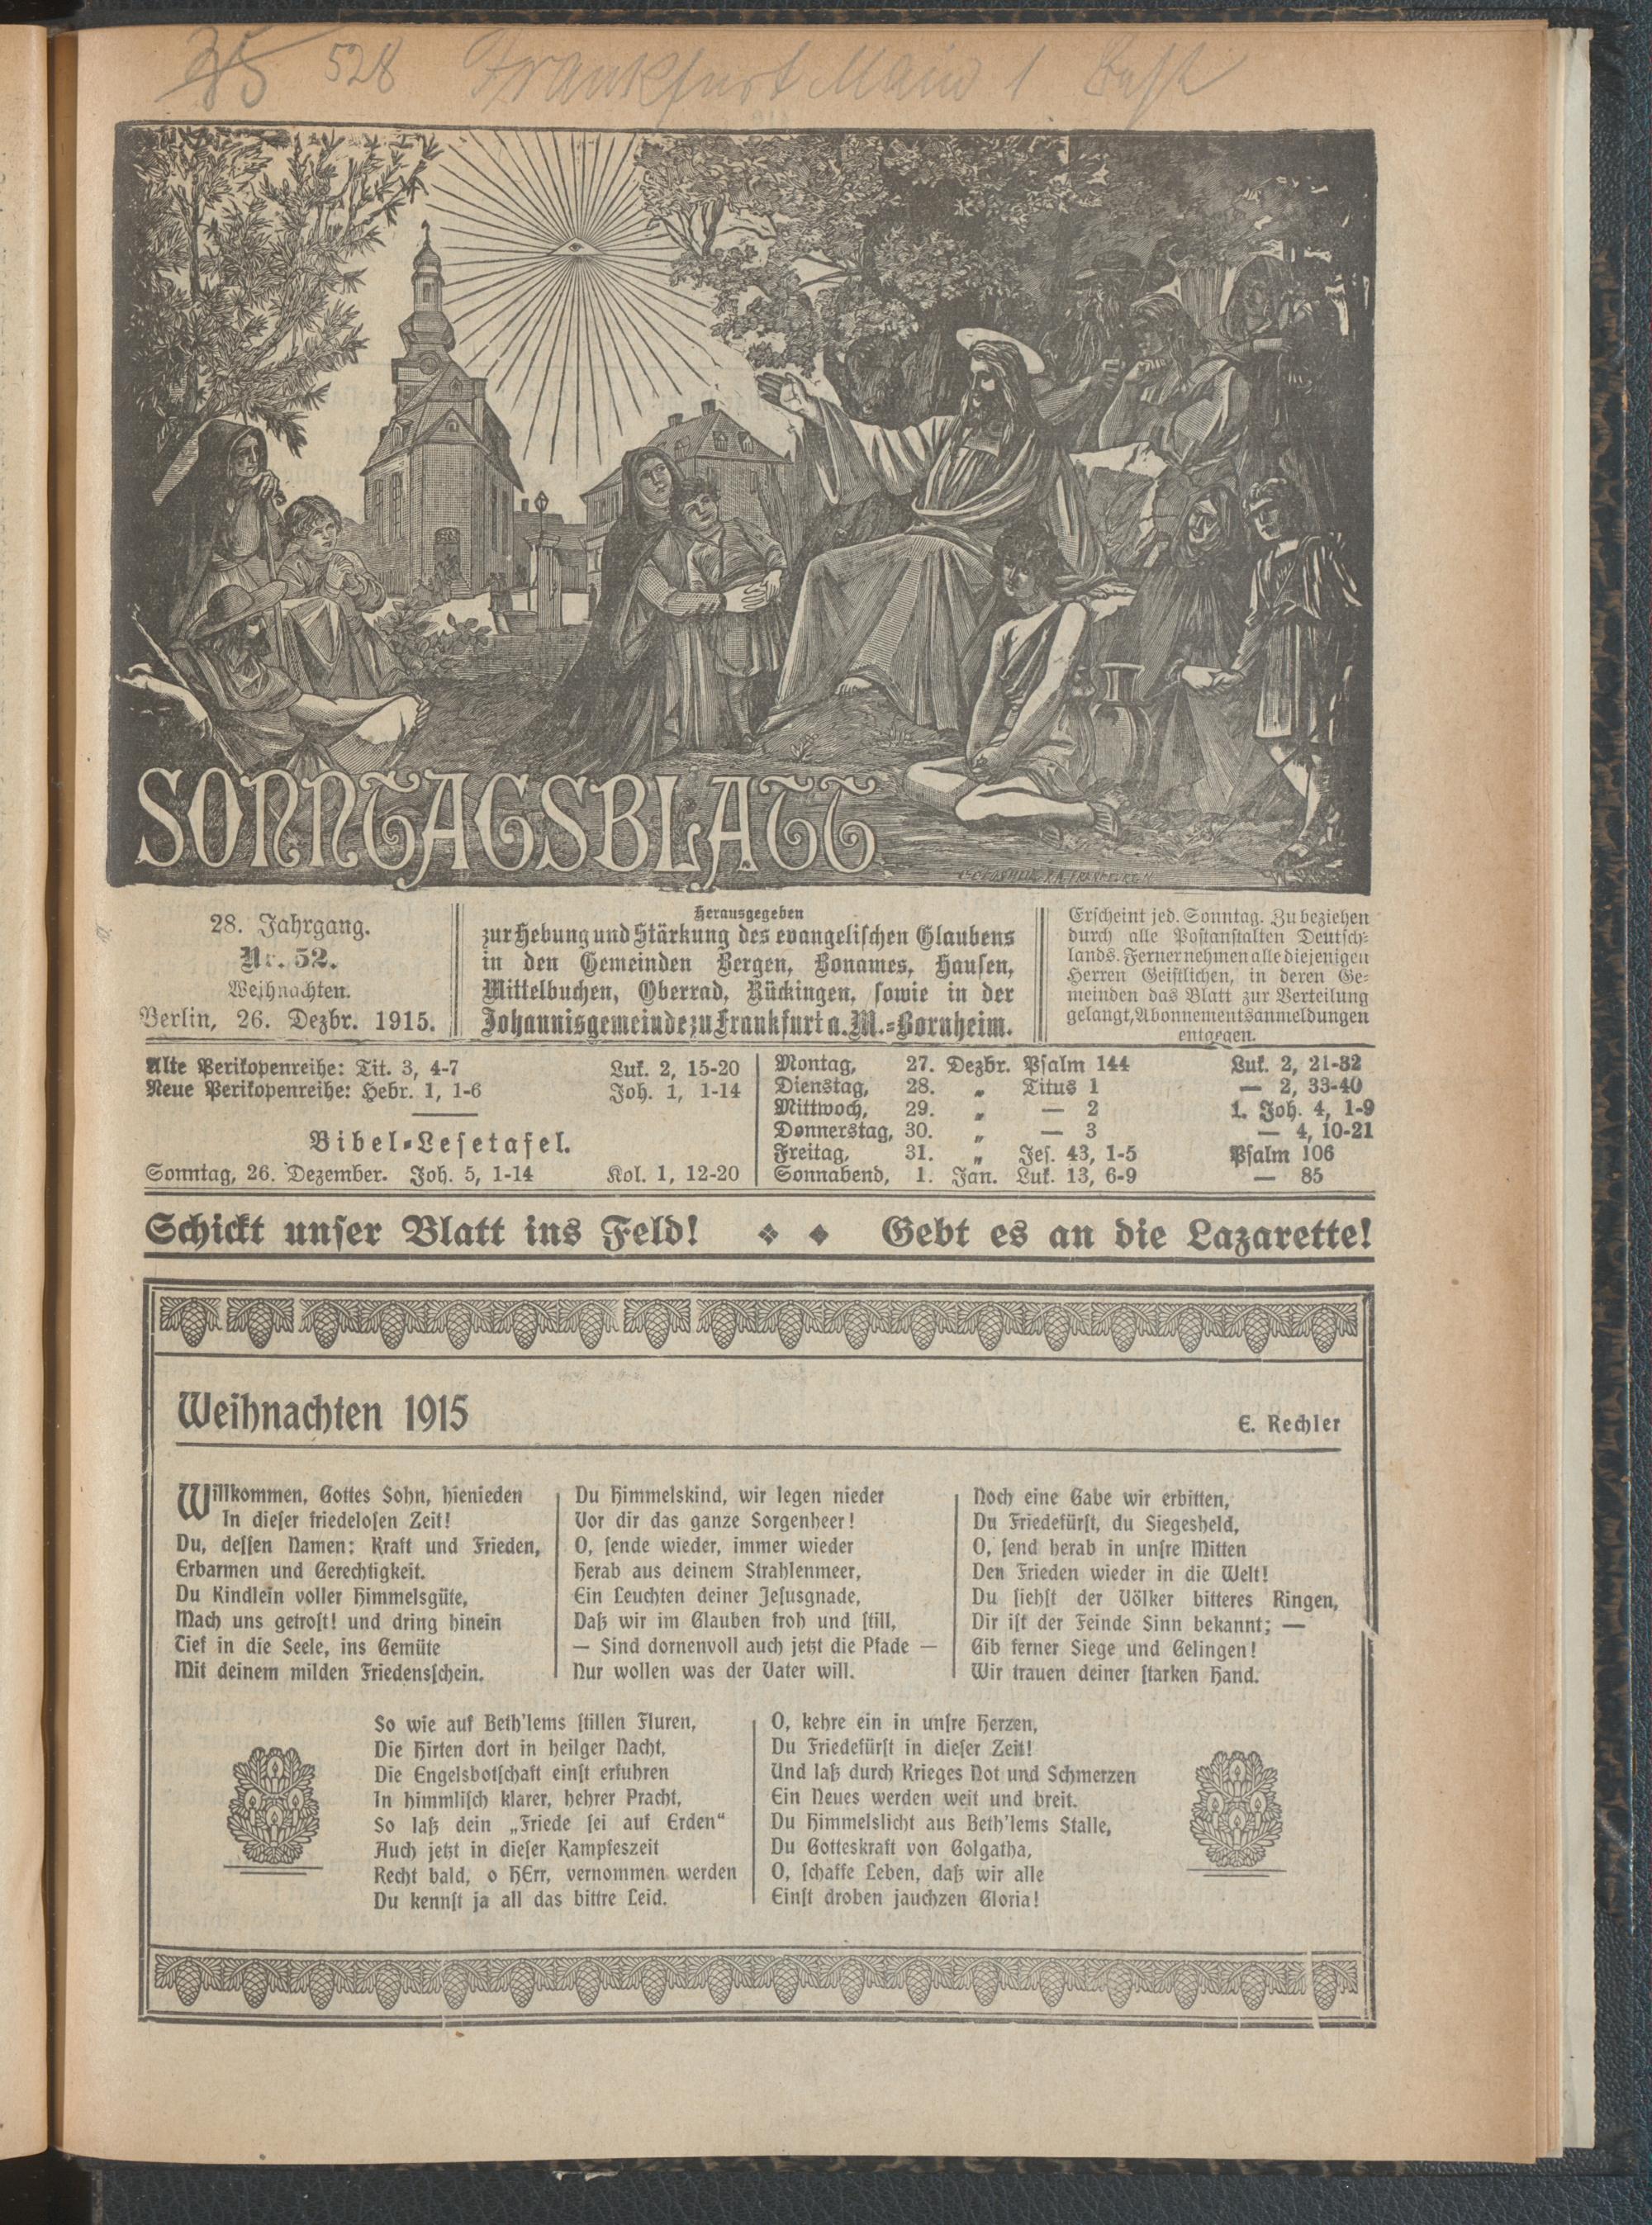 35 528 Frankfurt Main 1
SONNTAGSBLATT
28. Jahrgang.
Nr. 52.
Weihnachten.
Berlin, 26. Dezbr. 1915.
Herausgegeben
zur Hebung und Stärkung des evangelischen Glaubens
in den Gemeinden Bergen, Bonames, Hausen,
Mittelbuchen, Oberrad, Rückingen, sowie in der
Johannisgemeinde zu Frankfurt a. M.=Bornheim.
Erscheint jed. Sonntag. Zu beziehen
durch alle Postanstalten Deutsch=
lands. Ferner nehmen alle diejenigen
Herren Geistlichen, in deren Ge=
meinden das Blatt zur Verteilung
gelangt, Abonnementsanmeldungen
entgegen.
Alte Perikopenreihe: Tit. 3, 4-7 Luk. 2, 15-20
Neue Perikopenreihe: Hebr. 1, 1-6 Joh. 1, 1-14
Bibel=Lesetafel.
Sonntag, 26. Dezember. Joh. 5, 1-14 Kol. 1, 12-20
Montag, 27. Dezbr. Psalm 144 Luk. 2, 21-32
Dienstag, 28. „ Titus 1 — 2, 33-40
Mittwoch, 29. „ — 2 1. Joh. 4, 1-9
Donnerstag, 30. „ — 3 — 4, 10-21
Freitag, 31. „ Jes. 43, 1-5 Psalm 106
Sonnabend, 1. Jan. Luk. 13, 6-9 — 85
Schickt unser Blatt ins Feld! Gebt es an die Lazarette!
Weihnachten 1915
E. Rechler
Willkommen, Gottes Sohn, hienieden
In dieser friedelosen Zeit!
Du, dessen Namen: Kraft und Frieden,
Erbarmen und Gerechtigkeit.
Du Kindlein voller Himmelsgüte,
Mach uns getrost! und dring hinein
Tief in die Seele, ins Gemüte
Mit deinem milden Friedensschein.
Du Himmelskind, wir legen nieder
Vor dir das ganze Sorgenheer!
O, sende wieder, immer wieder
Herab aus deinem Strahlenmeer,
Ein Leuchten deiner Jesusgnade,
Daß wir im Glauben froh und still,
— Sind dornenvoll auch jetzt die Pfade —
Nur wollen was der Vater will.
Noch eine Gabe wir erbitten,
Du Friedefürst, du Siegesheld,
O, send herab in unsre Mitten
Den Frieden wieder in die Welt!
Du siehst der Völker bitteres Ringen,
Dir ist der Feinde Sinn bekannt; —
Gib ferner Siege und Gelingen!
Wir trauen deiner starken Hand.
So wie auf Beth'lems stillen Fluren,
Die Hirten dort in heilger Nacht,
Die Engelsbotschaft einst erfuhren
In himmlisch klarer, hehrer Pracht,
So laß dein „Friede sei auf Erden“
Auch jetzt in dieser Kampfeszeit
Recht bald, o HErr, vernommen werden
Du kennst ja all das bittre Leid.
O, kehre ein in unsre Herzen,
Du Friedefürst in dieser Zeit!
Und laß durch Krieges Not und Schmerzen
Ein Neues werden weit und breit.
Du Himmelslicht aus Beth'lems Stalle,
Du Gotteskraft von Golgatha,
O, schaffe Leben, daß wir alle
Einst droben jauchzen Gloria!